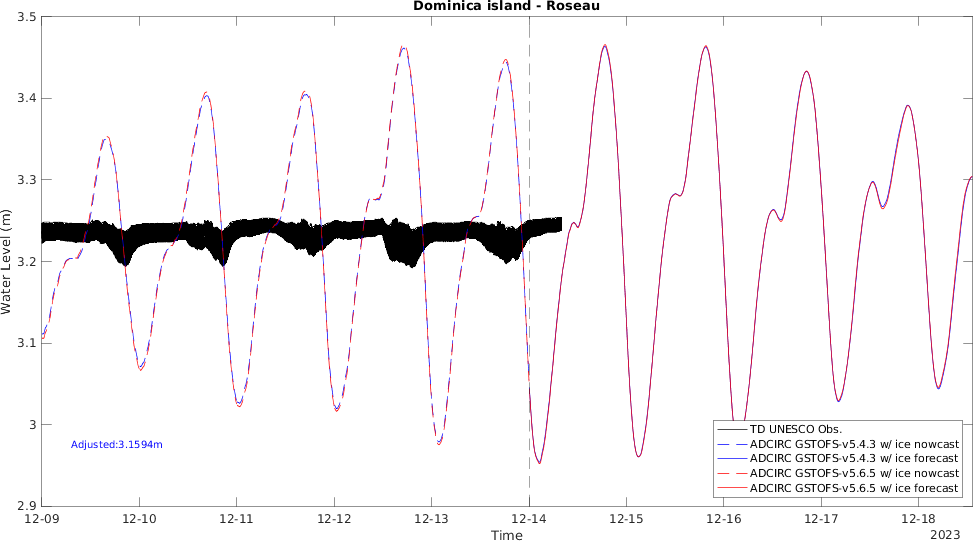 Dominica island - Roseau
3.5
3.4
3.3
3.2
3.1
3
2.9
Water Level (m)
Adjusted:3.1594m
TD UNESCO Obs.
ADCIRC GSTOFS-v5.4.3 w/ ice nowcast
ADCIRC GSTOFS-v5.4.3 w/ ice forecast
ADCIRC GSTOFS-v5.6.5 w/ ice nowcast
ADCIRC GSTOFS-v5.6.5 w/ ice forecast
12-09 12-10 12-11 12-12 12-13 12-14 12-15 12-16 12-17 12-18
Time
2023